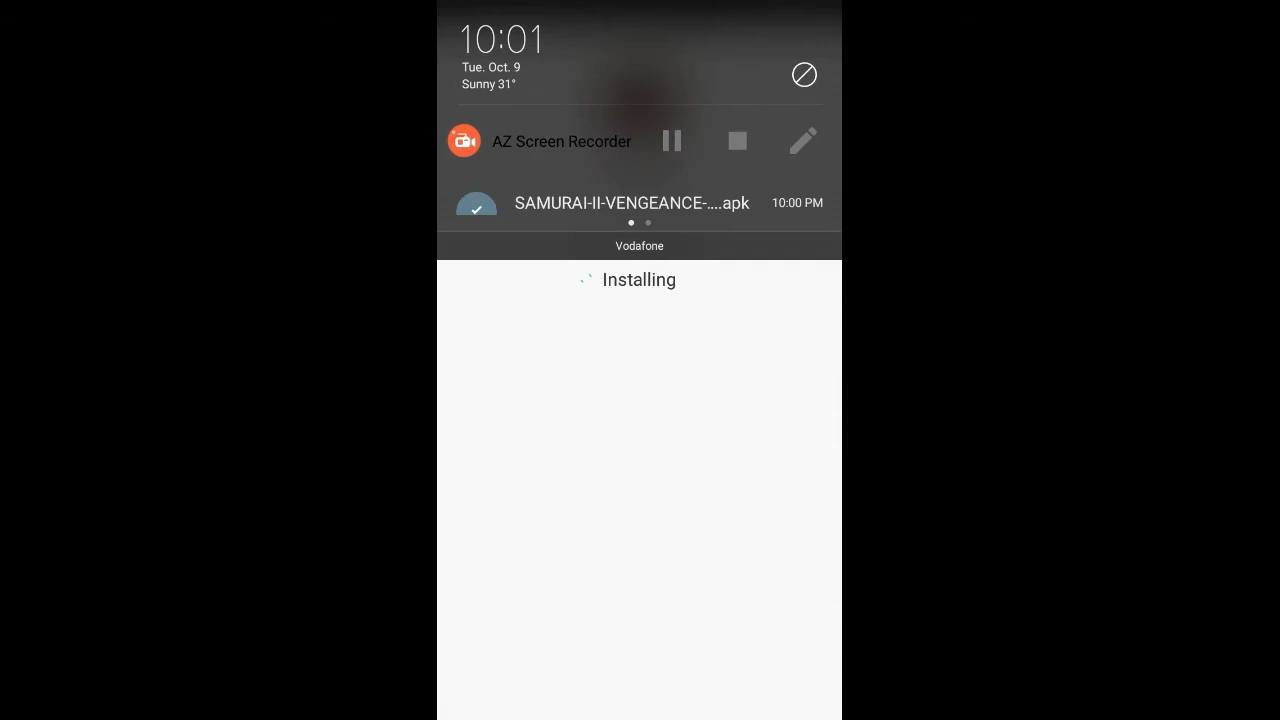 10:01
Tue. Oct. 9
Sunny 31°
AZ Screen Recorder
SAMURAI-II-VENGEANCE-....apk 10:00 PM
Vodafone
Installing